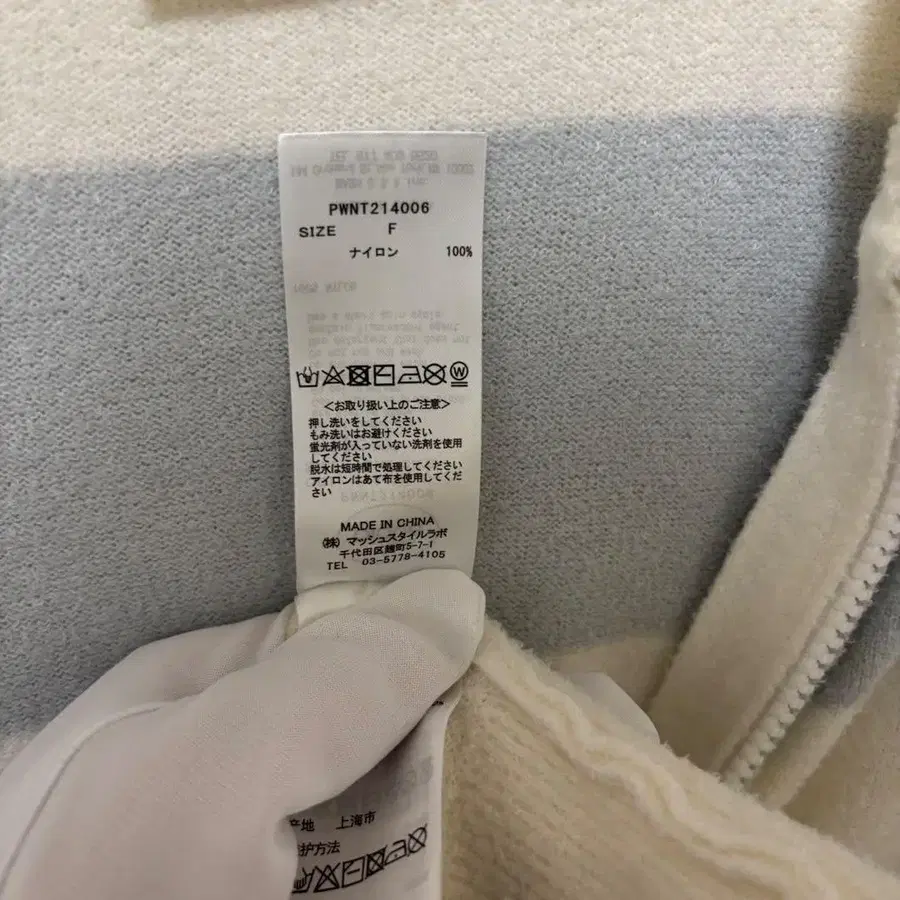 PWNT214006
SIZE F
ナイロン 100%
<お取り扱い上のご注意>
押し洗いをしてください
もみ洗いはお避けください
蛍光剤が入っていない洗剤を使用
してください
脱水は短時間で処理してください
アイロンはあて布を使用してくだ
さい
MADE IN CHINA
(株) マッシュスタイルラボ
千代田区麹町5-7-1
TEL 03-5778-4105
产地 上海市
护方法